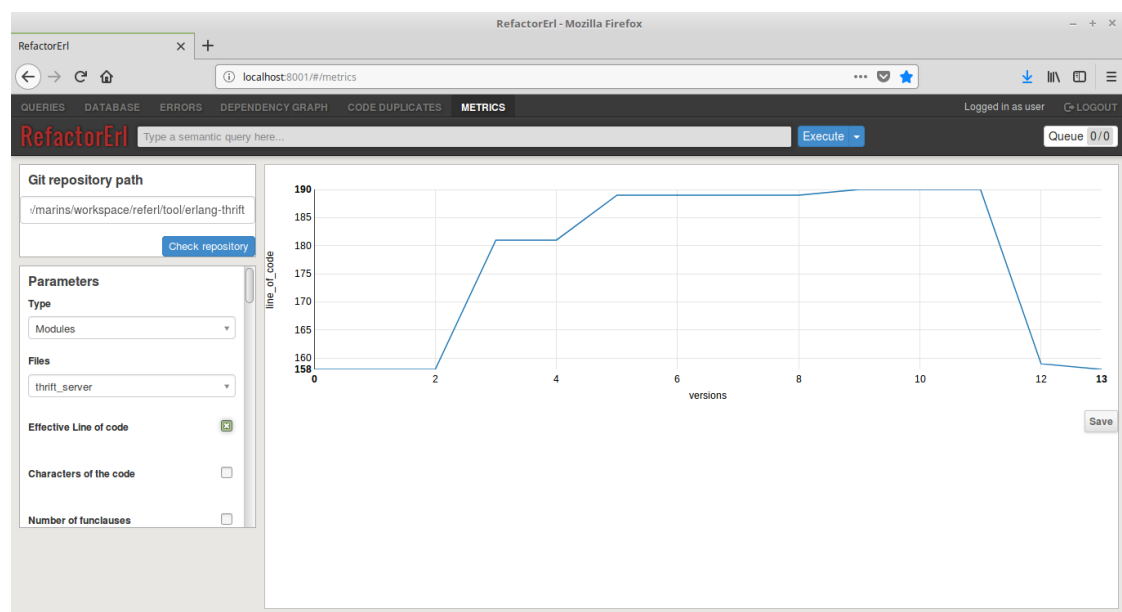 RefactorErl - Mozilla Firefox
RefactorErl
localhost:8001/#/metrics
QUERIES DATABASE ERRORS DEPENDENCY GRAPH CODE DUPLICATES METRICS Logged in as user LOGOUT
RefactorErl Type a semantic query here... Execute Queue 0/0
Git repository path
/marins/workspace/referl/tool/erlang-thrift
Check repository
Parameters
Type
Modules
Files
thrift_server
Effective Line of code
Characters of the code
Number of funclauses
line_of_code
190
185
180
175
170
165
160
158
0 2 4 6 8 10 12 13
versions
Save